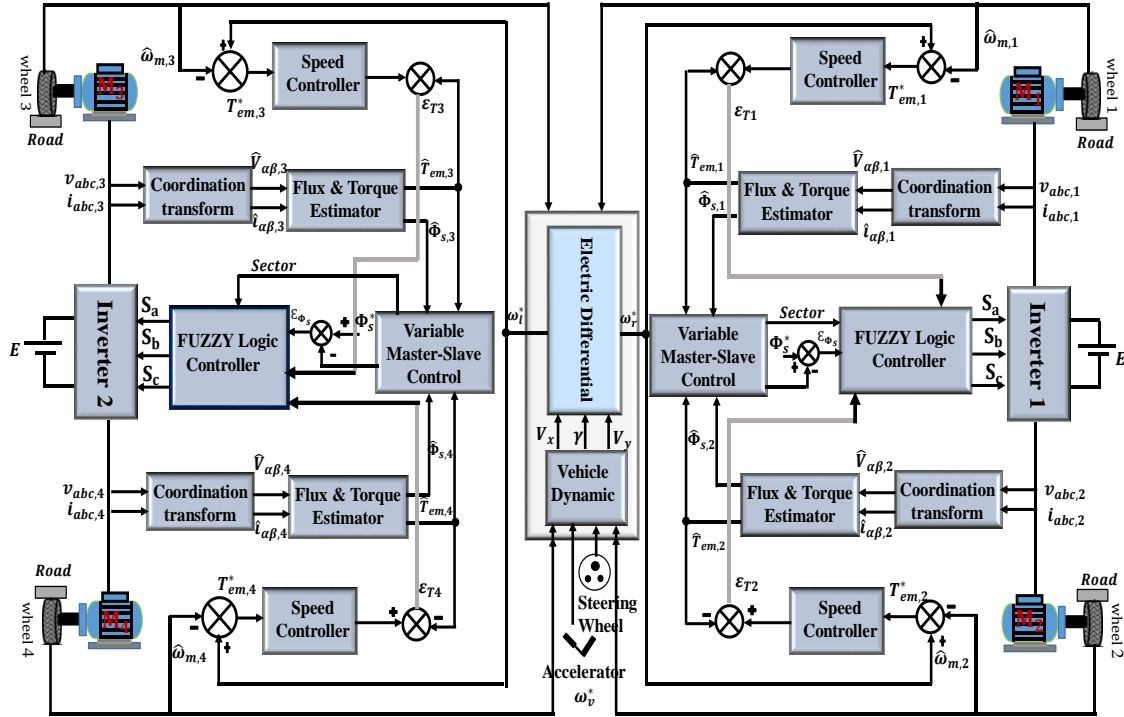 wheel 3
M3
Road
ω̂m,3
+
-
T*em,3
Speed
Controller
+
-
εT3
vabc,3
iabc,3
Coordination
transform
V̂αβ,3
îαβ,3
Flux & Torque
Estimator
T̂em,3
Φ̂s,3
Sector
E
Inverter 2
Sa
Sb
Sc
FUZZY Logic
Controller
εΦs
Φ*s
+
-
Variable
Master-Slave
Control
ω*l
vabc,4
iabc,4
Coordination
transform
V̂αβ,4
îαβ,4
Flux & Torque
Estimator
Φ̂s,4
T̂em,4
Road
wheel 4
M4
T*em,4
-
+
ω̂m,4
Speed
Controller
+
-
εT4
Electric Differential
Vx
γ
Vy
Vehicle
Dynamic
Steering
Wheel
Accelerator
ω*v
ω*r
wheel 1
M1
Road
ω̂m,1
+
-
T*em,1
Speed
Controller
+
-
εT1
vabc,1
iabc,1
Coordination
transform
V̂αβ,1
îαβ,1
Flux & Torque
Estimator
T̂em,1
Φ̂s,1
Variable
Master-Slave
Control
Sector
Φ*s
+
-
εΦs
FUZZY Logic
Controller
Sa
Sb
Sc
Inverter 1
E
Φ̂s,2
T̂em,2
Flux & Torque
Estimator
V̂αβ,2
îαβ,2
Coordination
transform
vabc,2
iabc,2
εT2
-
+
Speed
Controller
T*em,2
-
+
ω̂m,2
M2
Road
wheel 2